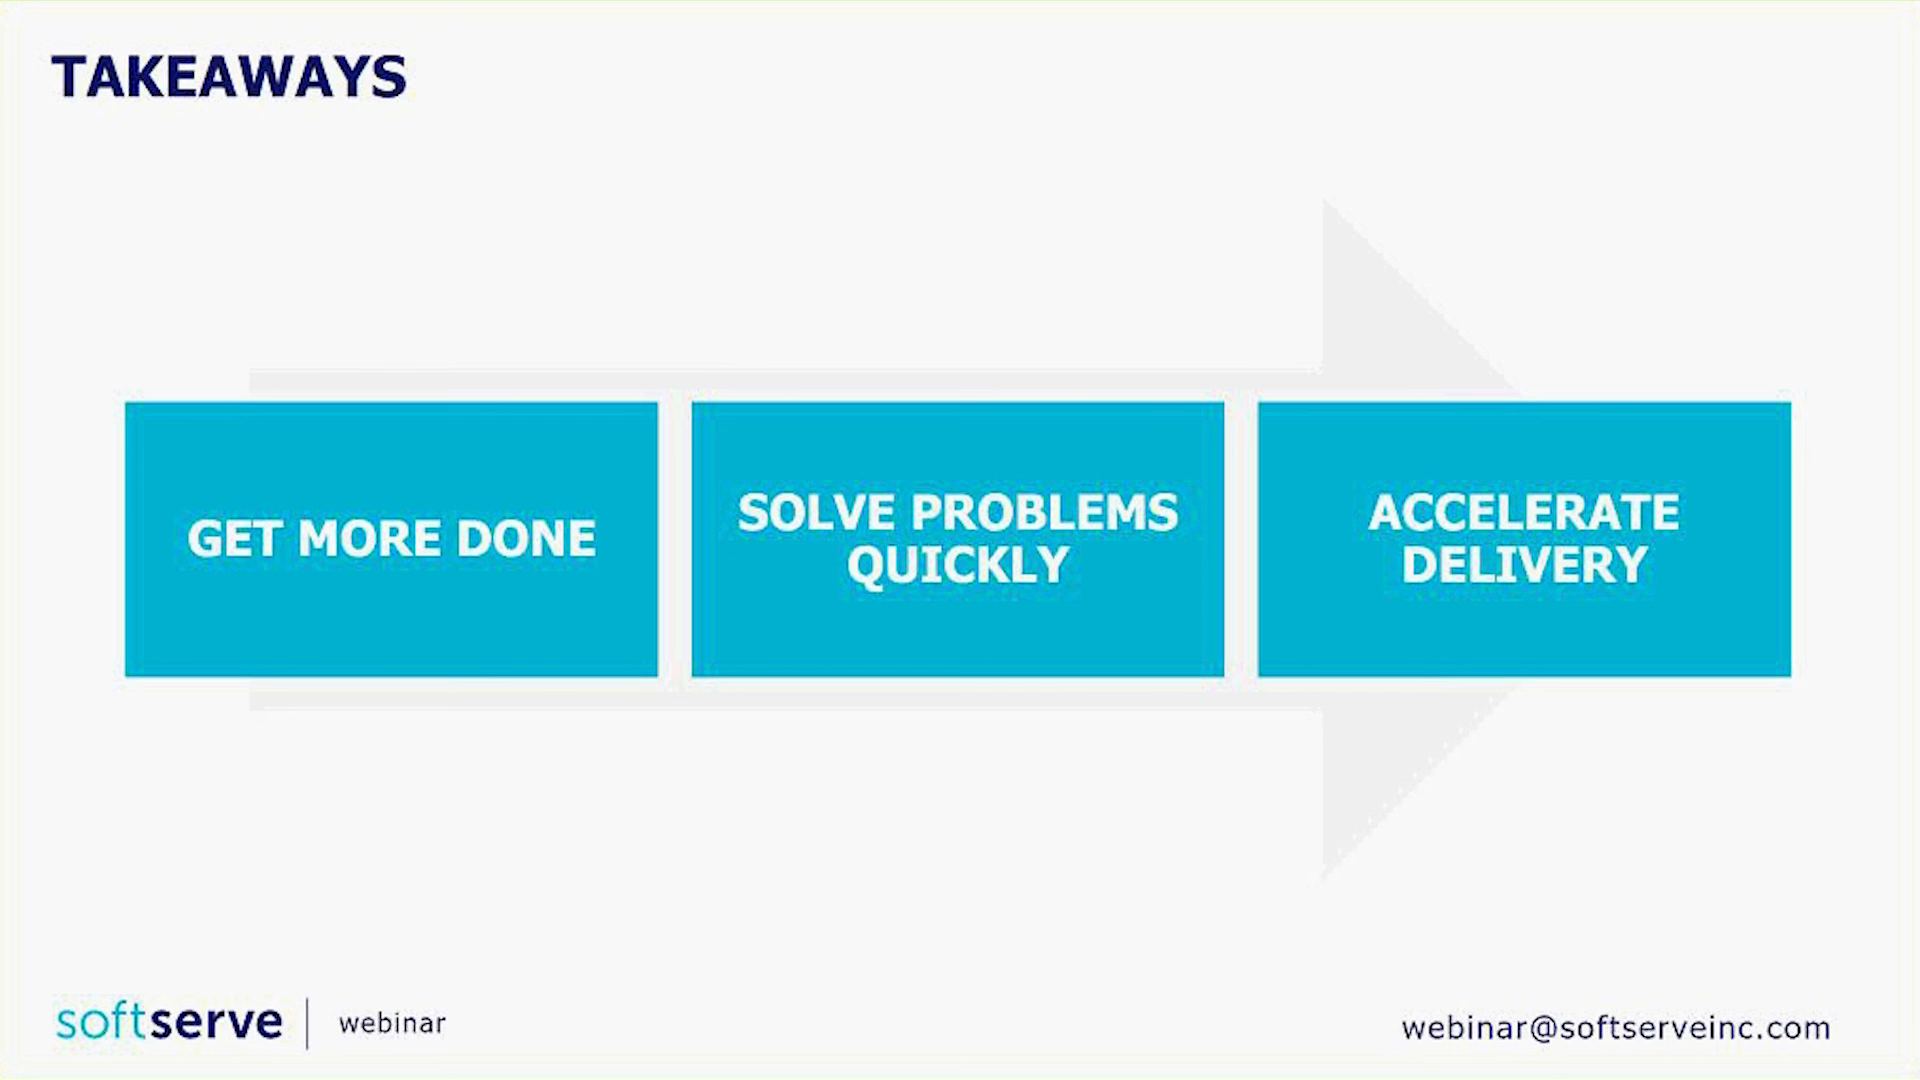 TAKEAWAYS
GET MORE DONE
SOLVE PROBLEMS
QUICKLY
ACCELERATE
DELIVERY
softserve | webinar
webinar@softserveinc.com